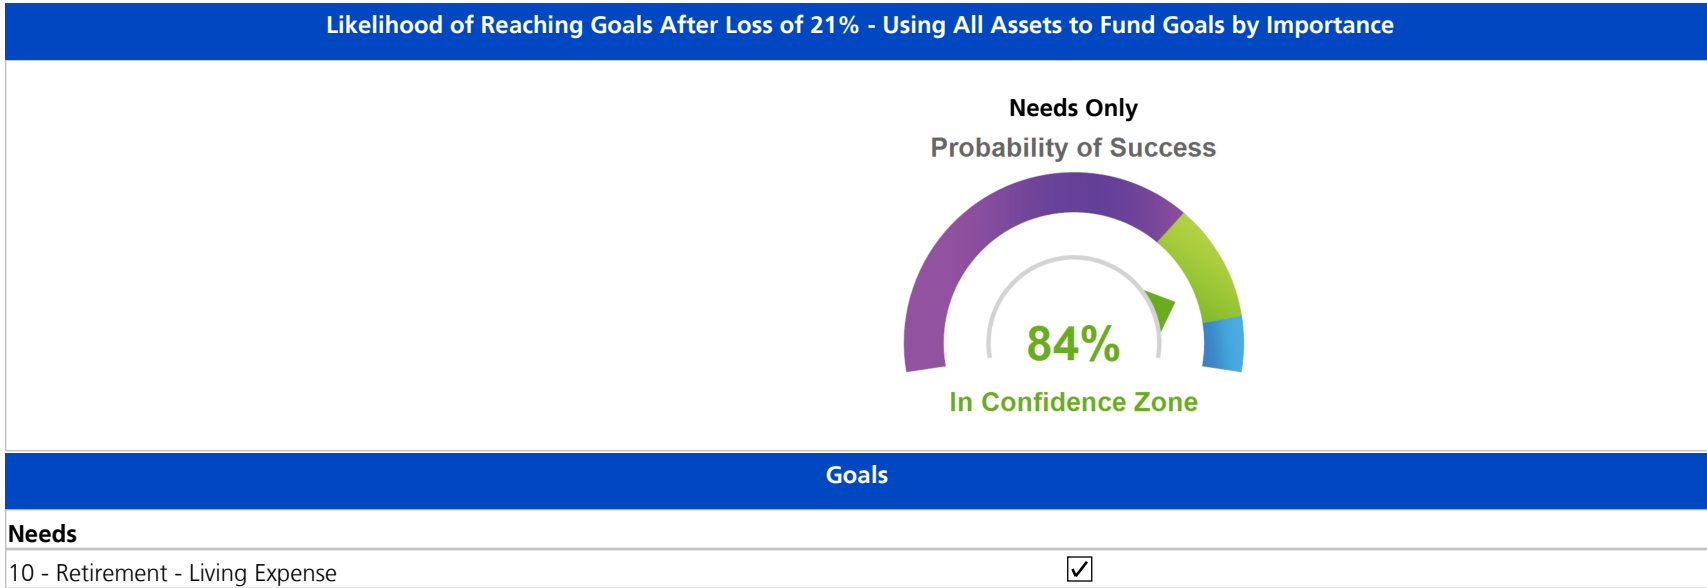 Likelihood of Reaching Goals After Loss of 21% - Using All Assets to Fund Goals by Importance
Needs Only
Probability of Success
84%
In Confidence Zone
Goals
Needs
10 - Retirement - Living Expense